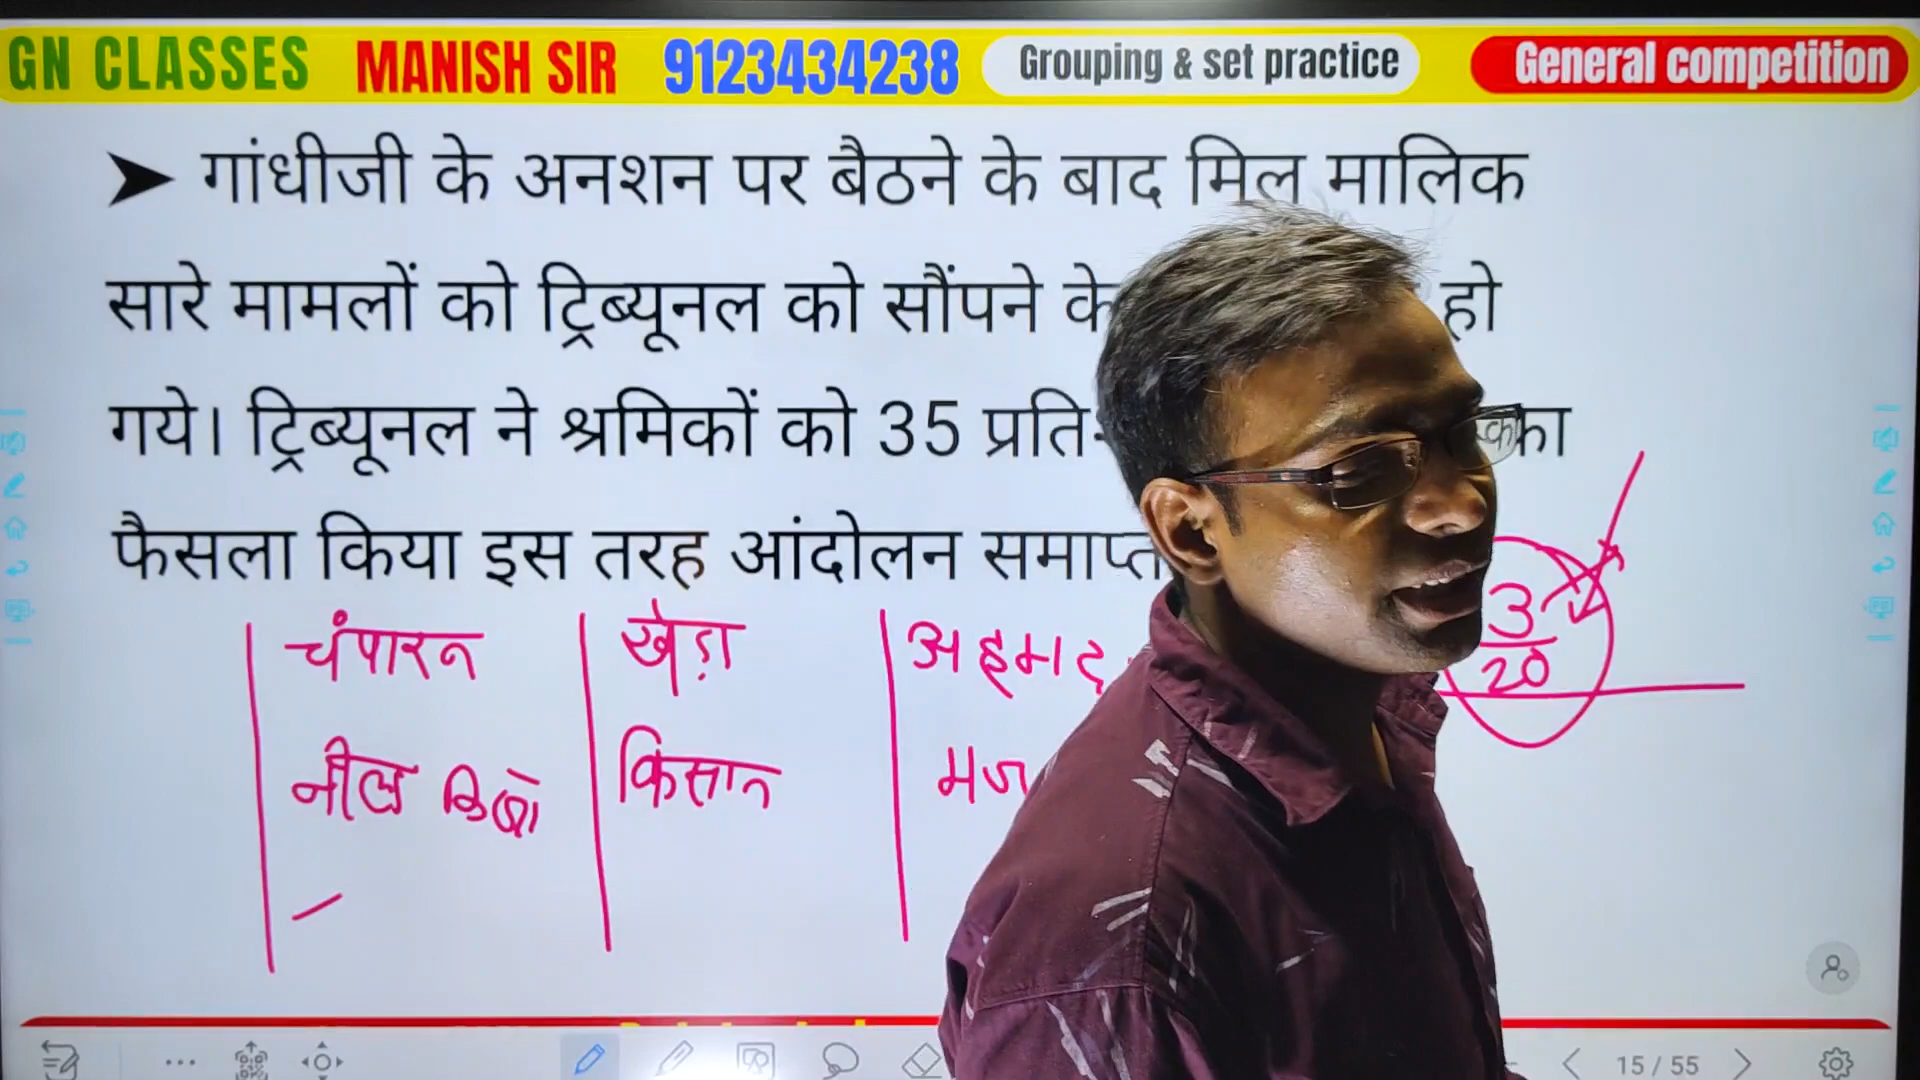 GN CLASSES MANISH SIR 9123434238 Grouping & set practice General competition
➤ गांधीजी के अनशन पर बैठने के बाद मिल मालिक
सारे मामलों को ट्रिब्यूनल को सौंपने के हो
गये। ट्रिब्यूनल ने श्रमिकों को 35 का
फैसला किया इस तरह आंदोलन समाप्त
चंपारन खेड़ा
3
20
नील किसान
15 / 55